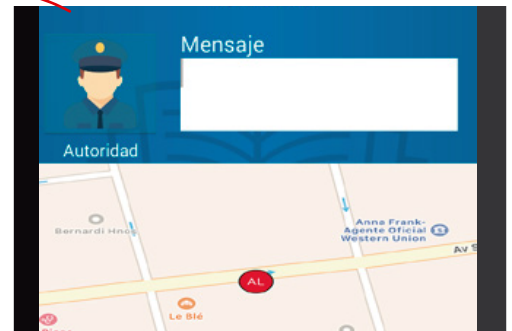 Mensaje
Autoridad
Bernardi Hnos
Anna Frank-
Agente Oficial
Western Union
Av
AL
Le Blé